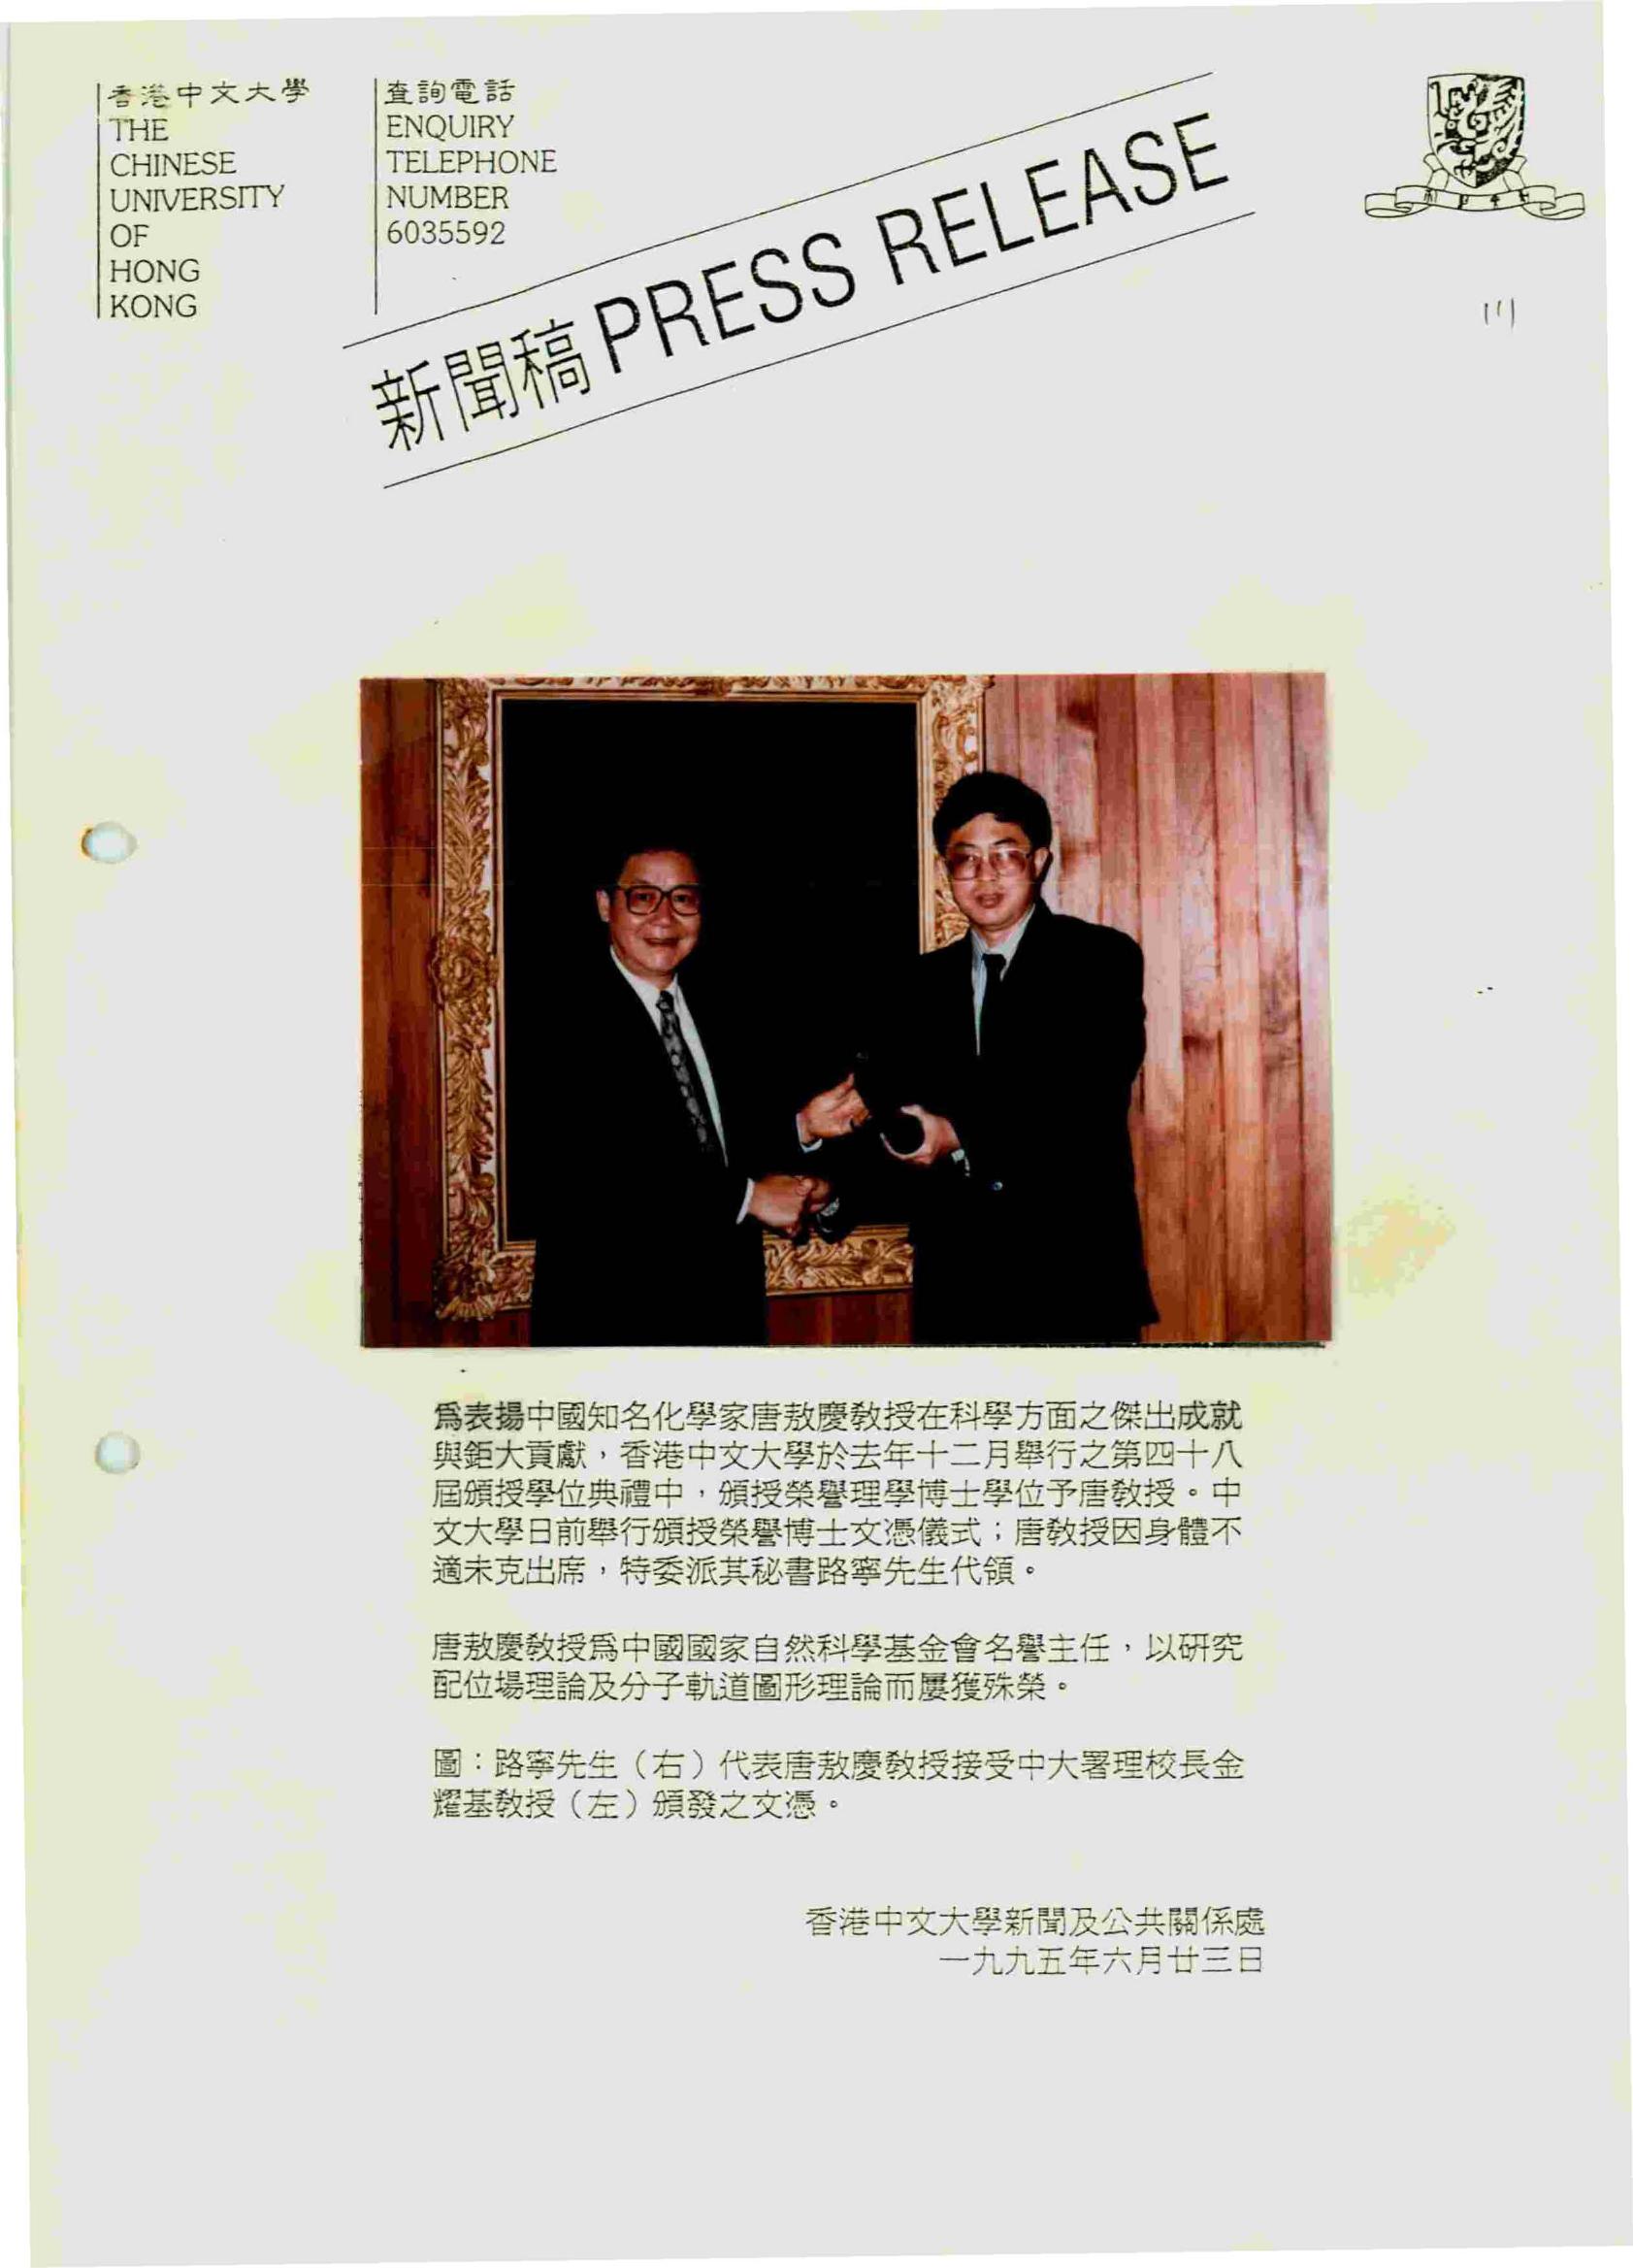 香港中文大學
THE
CHINESE
UNIVERSITY
OF
HONG
KONG
查詢電話
ENQUIRY
TELEPHONE
NUMBER
6035592
新聞稿 PRESS RELEASE
為表揚中國知名化學家唐敖慶教授在科學方面之傑出成就
與鉅大貢獻，香港中文大學於去年十二月舉行之第四十八
屆頒授學位典禮中，頒授榮譽理學博士學位予唐教授。中
文大學日前舉行頒授榮譽博士文憑儀式；唐教授因身體不
適未克出席，特委派其秘書路寧先生代領。
唐敖慶教授為中國國家自然科學基金會名譽主任，以研究
配位場理論及分子軌道圖形理論而屢獲殊榮。
圖：路寧先生（右）代表唐敖慶教授接受中大署理校長金
耀基教授（左）頒發之文憑。
香港中文大學新聞及公共關係處
一九九五年六月廿三日